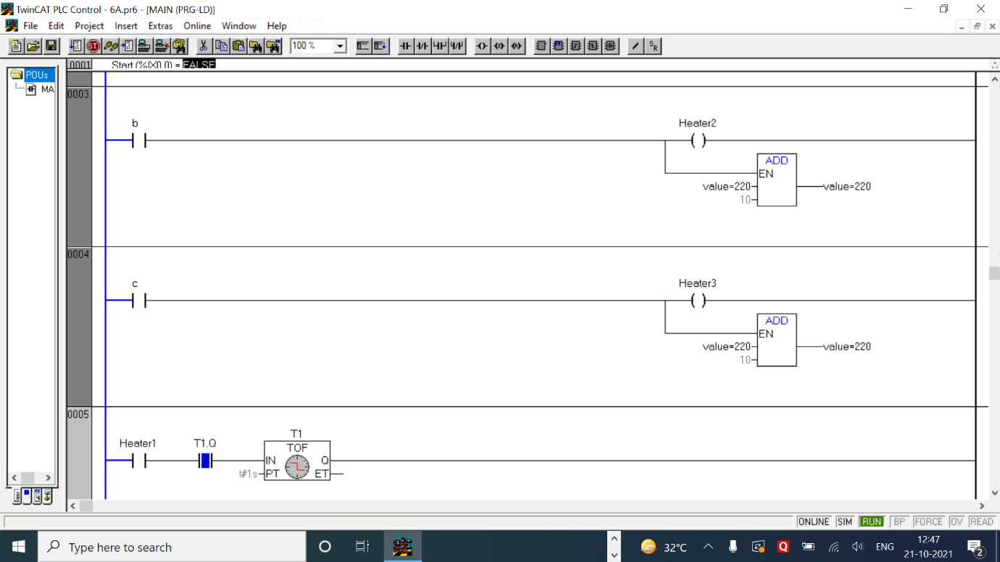 TwinCAT PLC Control - 6A.pr6 - [MAIN (PRG-LD)]
File Edit Project Insert Extras Online Window Help
100 %
0001 Start (%IX0.0) = FALSE
POUs
MA
0003
b
Heater2
ADD
EN
value=220
value=220
10
0004
c
Heater3
ADD
EN
value=220
value=220
10
0005
T1
Heater1
T1.Q
TOF
IN Q
t#1s PT ET
ONLINE SIM RUN BP FORCE OV READ
Type here to search
32°C
ENG
12:47
21-10-2021
2